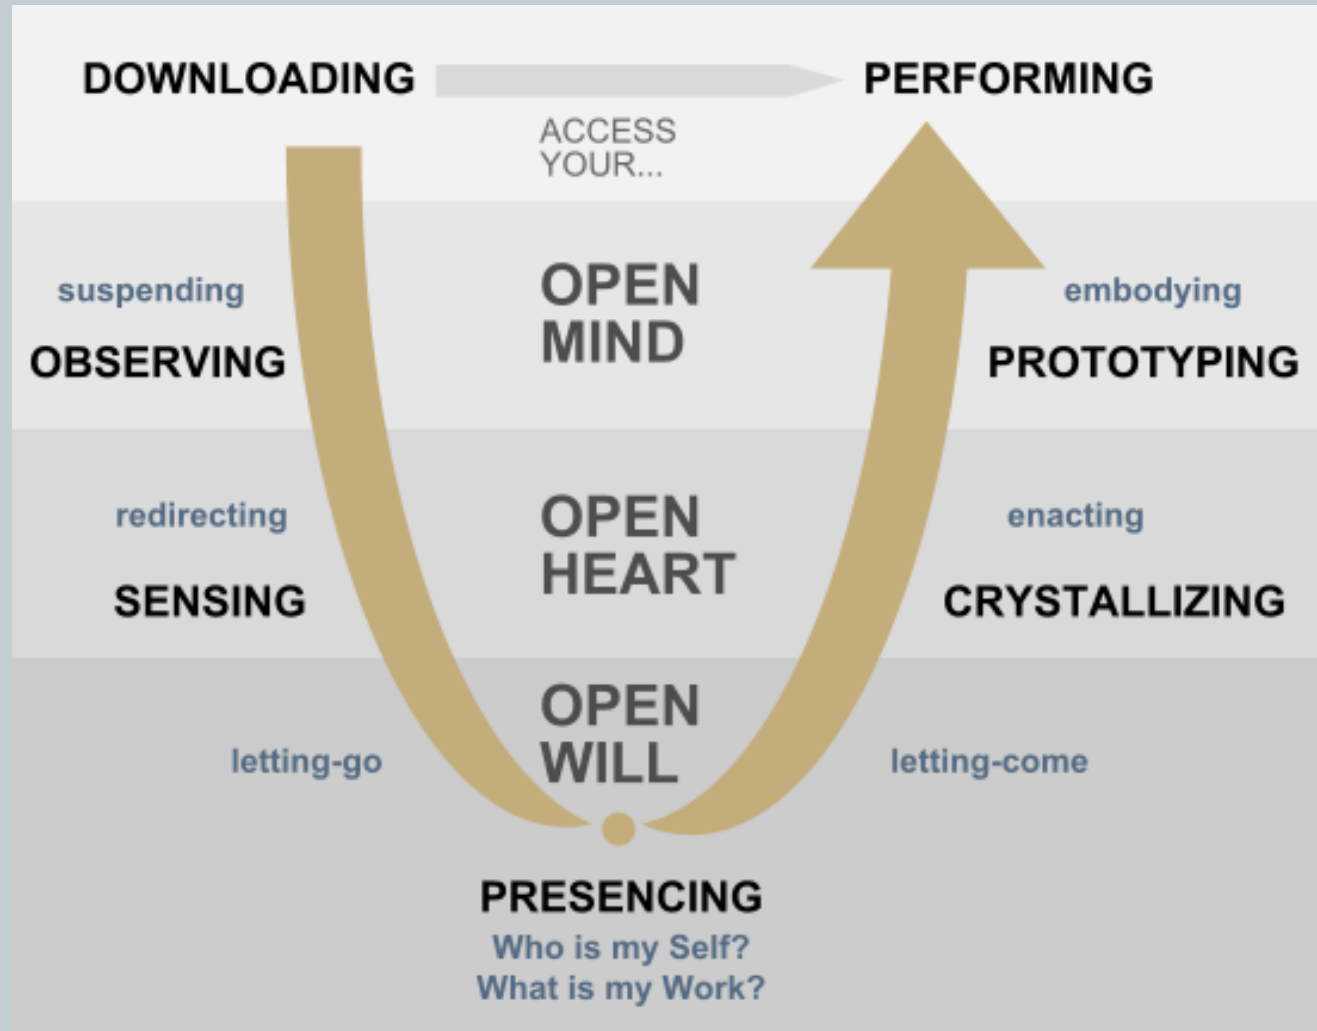 DOWNLOADING
PERFORMING
ACCESS
YOUR...
suspending
OBSERVING
OPEN
MIND
embodying
PROTOTYPING
redirecting
SENSING
OPEN
HEART
enacting
CRYSTALLIZING
letting-go
OPEN
WILL
letting-come
PRESENCING
Who is my Self?
What is my Work?